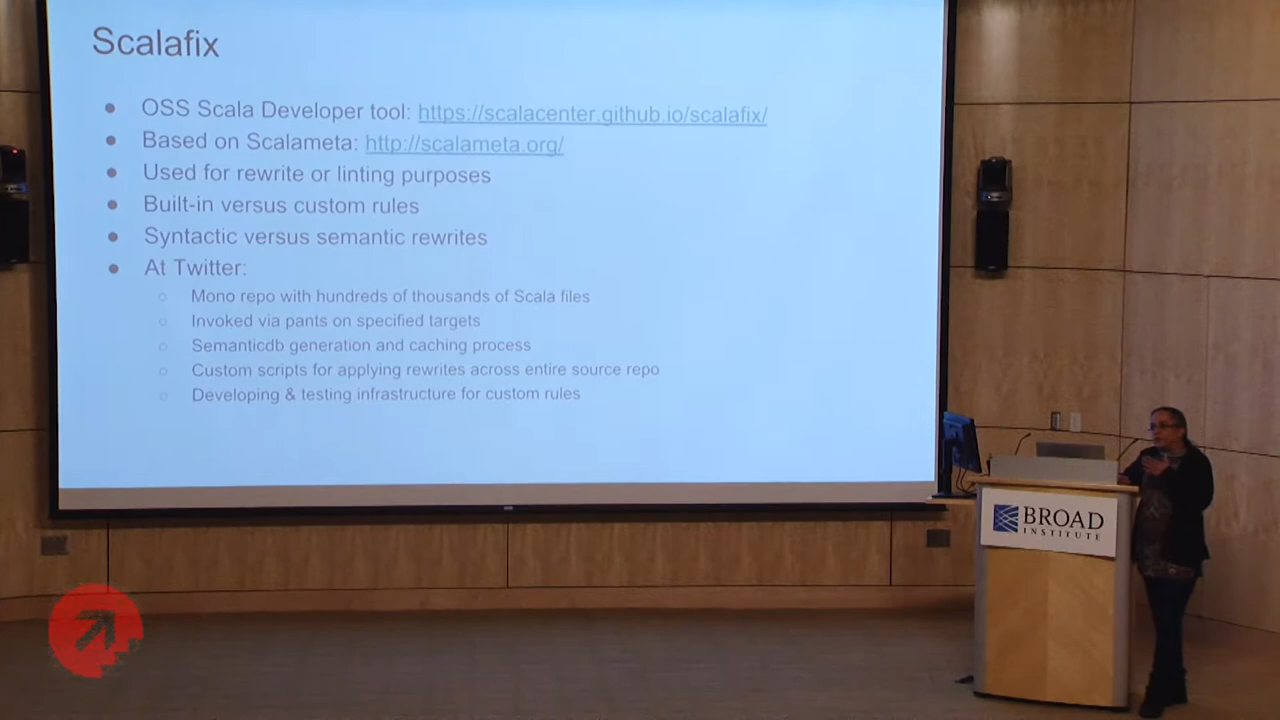 Scalafix
● OSS Scala Developer tool: https://scalacenter.github.io/scalafix/
● Based on Scalameta: http://scalameta.org/
● Used for rewrite or linting purposes
● Built-in versus custom rules
● Syntactic versus semantic rewrites
● At Twitter:
○ Mono repo with hundreds of thousands of Scala files
○ Invoked via pants on specified targets
○ Semanticdb generation and caching process
○ Custom scripts for applying rewrites across entire source repo
○ Developing & testing infrastructure for custom rules
BROAD
INSTITUTE